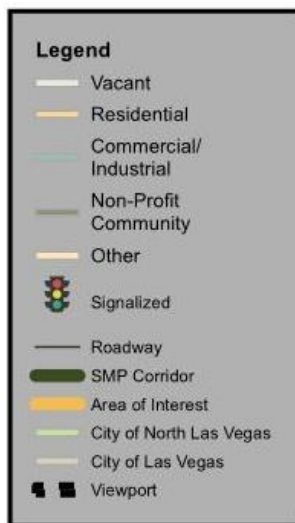 Legend
Vacant
Residential
Commercial/
Industrial
Non-Profit
Community
Other
Signalized
Roadway
SMP Corridor
Area of Interest
City of North Las Vegas
City of Las Vegas
Viewport